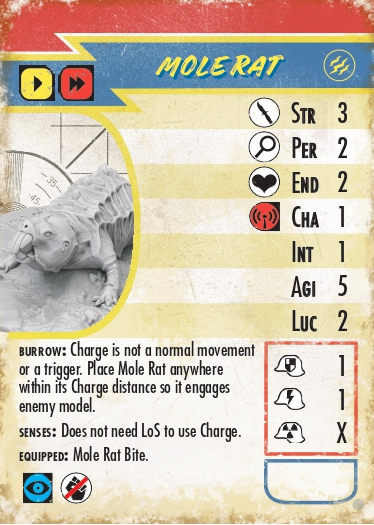 MOLE RAT
STR 3
PER 2
END 2
CHA 1
INT 1
AGI 5
LUC 2
35
45
BURROW: Charge is not a normal movement
or a trigger. Place Mole Rat anywhere
within its Charge distance so it engages
enemy model.
SENSES: Does not need LoS to use Charge.
EQUIPPED: Mole Rat Bite.
1
1
X